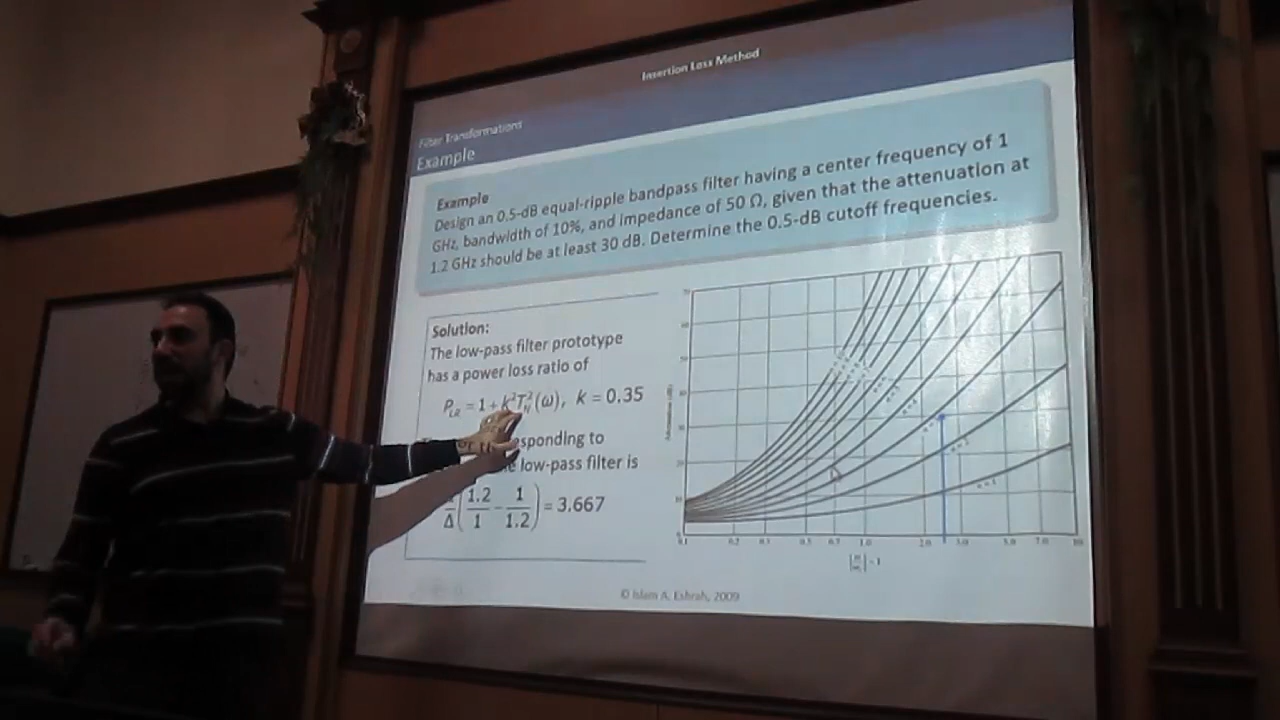 Insertion Loss Method
Filter Transformations
Example
Example
Design an 0.5-dB equal-ripple bandpass filter having a center frequency of 1
GHz, bandwidth of 10%, and impedance of 50 Ω, given that the attenuation at
1.2 GHz should be at least 30 dB. Determine the 0.5-dB cutoff frequencies.
Solution:
The low-pass filter prototype
has a power loss ratio of
P_LR = 1 + k²T_N²(ω), k = 0.35
low-pass filter is
Δ(1.2/1 − 1/1.2) = 3.667
© Islam A. Eshrah, 2009